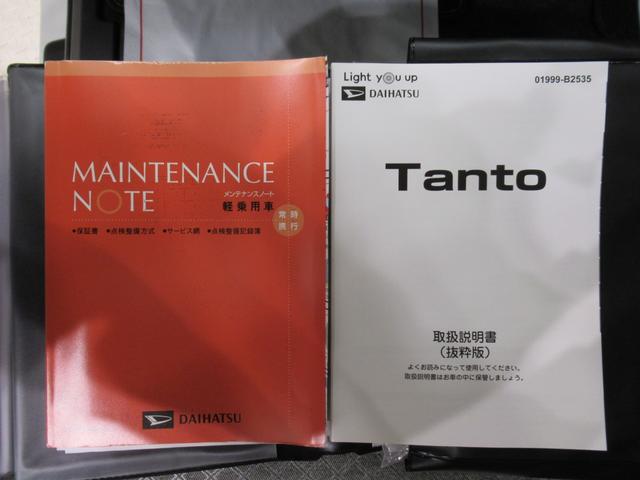 MAINTENANCE
NOTE
メンテナンスノート
軽乗用車
常時
携行
●保証書 ●点検整備方式 ●サービス網 ●点検整備記録簿
DAIHATSU
Light you up
01999-B2535
DAIHATSU
Tanto
取扱説明書
(抜粋版)
よくお読みになって使用してください。
取扱説明書はお車の中に保管しましょう。